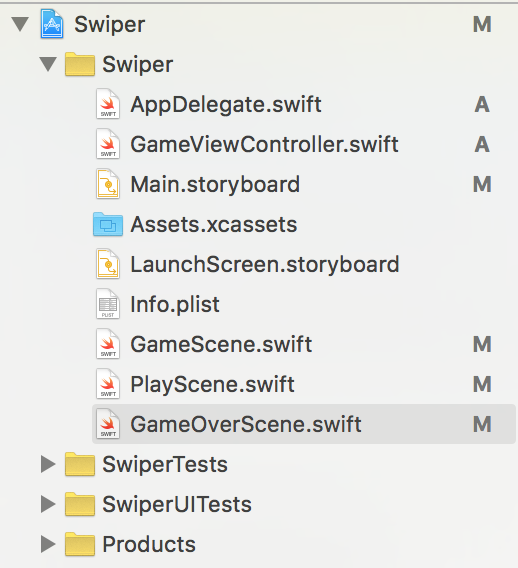 Swiper M
Swiper
AppDelegate.swift A
GameViewController.swift A
Main.storyboard M
Assets.xcassets
LaunchScreen.storyboard
Info.plist
GameScene.swift M
PlayScene.swift M
GameOverScene.swift M
SwiperTests
SwiperUITests
Products